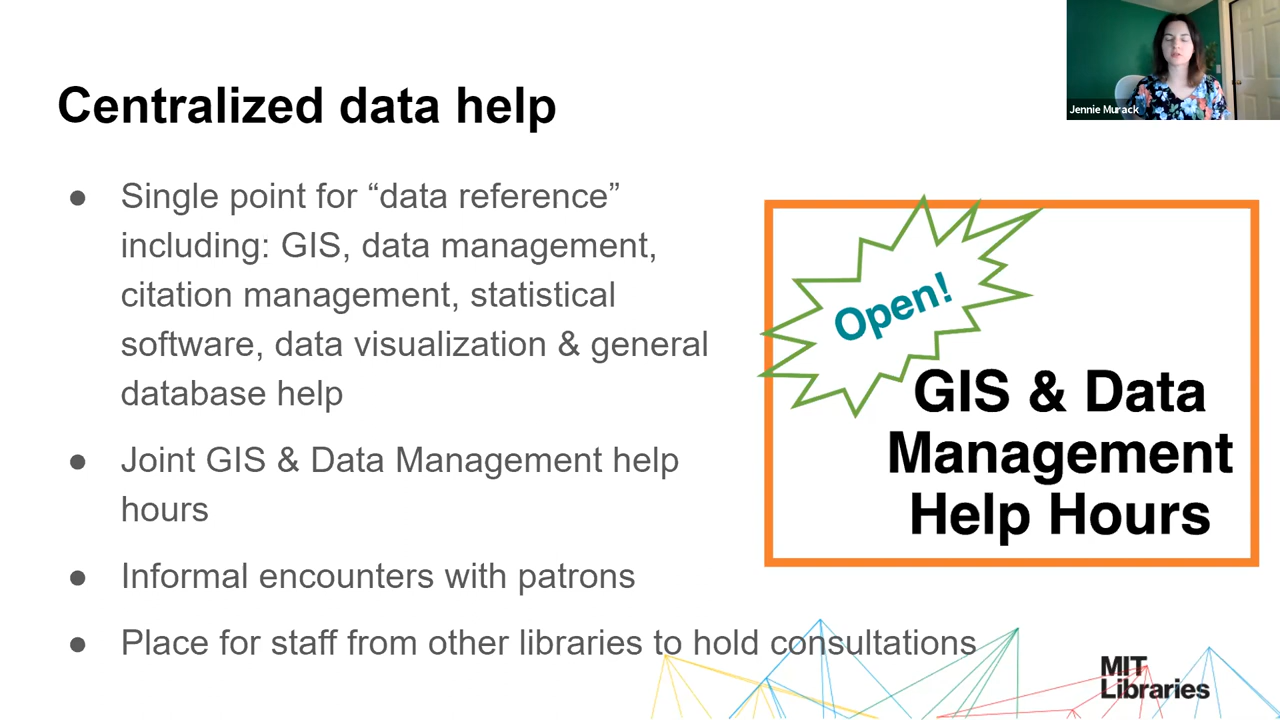 Jennie Murack
Centralized data help
● Single point for “data reference”
including: GIS, data management,
citation management, statistical
software, data visualization & general
database help
● Joint GIS & Data Management help
hours
● Informal encounters with patrons
● Place for staff from other libraries to hold consultations
Open!
GIS & Data
Management
Help Hours
MIT
Libraries